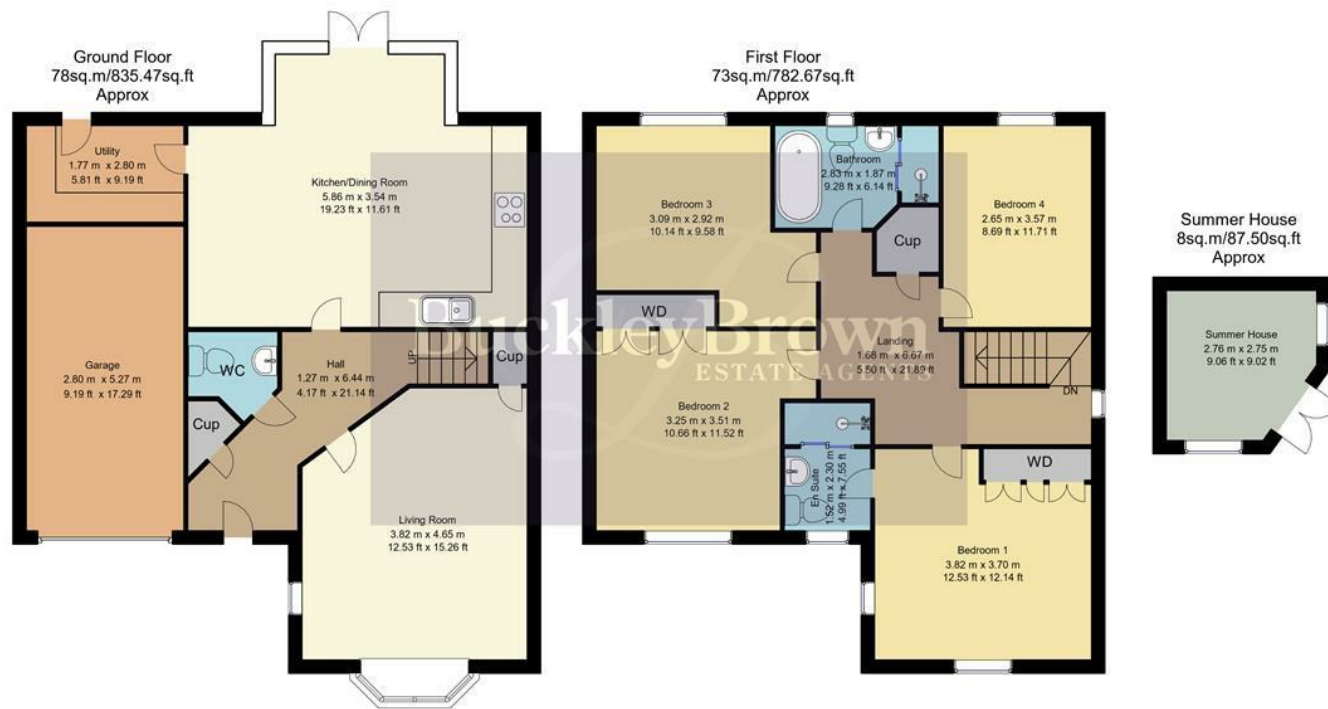 Ground Floor
78sq.m/835.47sq.ft
Approx
Utility
1.77 m x 2.80 m
5.81 ft x 9.19 ft
Kitchen/Dining Room
5.86 m x 3.54 m
19.23 ft x 11.61 ft
Garage
2.80 m x 5.27 m
9.19 ft x 17.29 ft
WC
Cup
Hall
1.27 m x 6.44 m
4.17 ft x 21.14 ft
UP
Cup
Living Room
3.82 m x 4.65 m
12.53 ft x 15.26 ft
First Floor
73sq.m/782.67sq.ft
Approx
Bedroom 3
3.09 m x 2.92 m
10.14 ft x 9.58 ft
Bathroom
2.83 m x 1.87 m
9.28 ft x 6.14 ft
Cup
Bedroom 4
2.65 m x 3.57 m
8.69 ft x 11.71 ft
WD
Landing
1.68 m x 6.67 m
5.50 ft x 21.89 ft
DN
Bedroom 2
3.25 m x 3.51 m
10.66 ft x 11.52 ft
En Suite
1.52 m x 2.30 m
4.99 ft x 7.55 ft
WD
Bedroom 1
3.82 m x 3.70 m
12.53 ft x 12.14 ft
Summer House
8sq.m/87.50sq.ft
Approx
Summer House
2.76 m x 2.75 m
9.06 ft x 9.02 ft
BuckleyBrown
ESTATE AGENTS